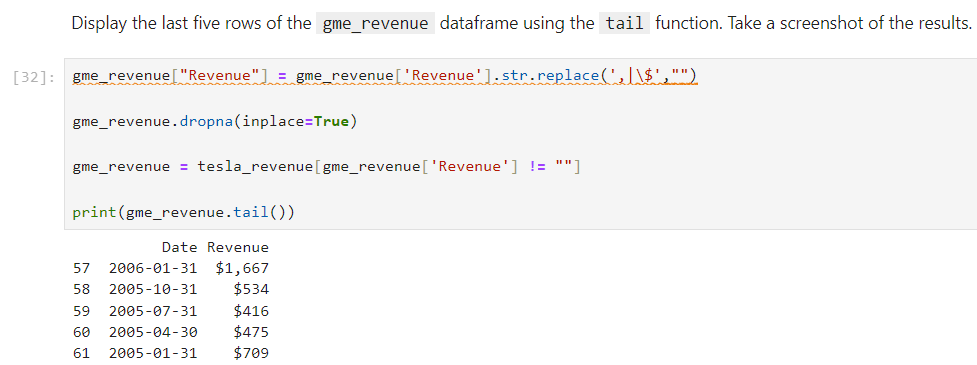 Display the last five rows of the gme_revenue dataframe using the tail function. Take a screenshot of the results.
[32]: gme_revenue["Revenue"] = gme_revenue['Revenue'].str.replace(',|\$',"")
gme_revenue.dropna(inplace=True)
gme_revenue = tesla_revenue[gme_revenue['Revenue'] != ""]
print(gme_revenue.tail())
Date Revenue
57 2006-01-31 $1,667
58 2005-10-31 $534
59 2005-07-31 $416
60 2005-04-30 $475
61 2005-01-31 $709